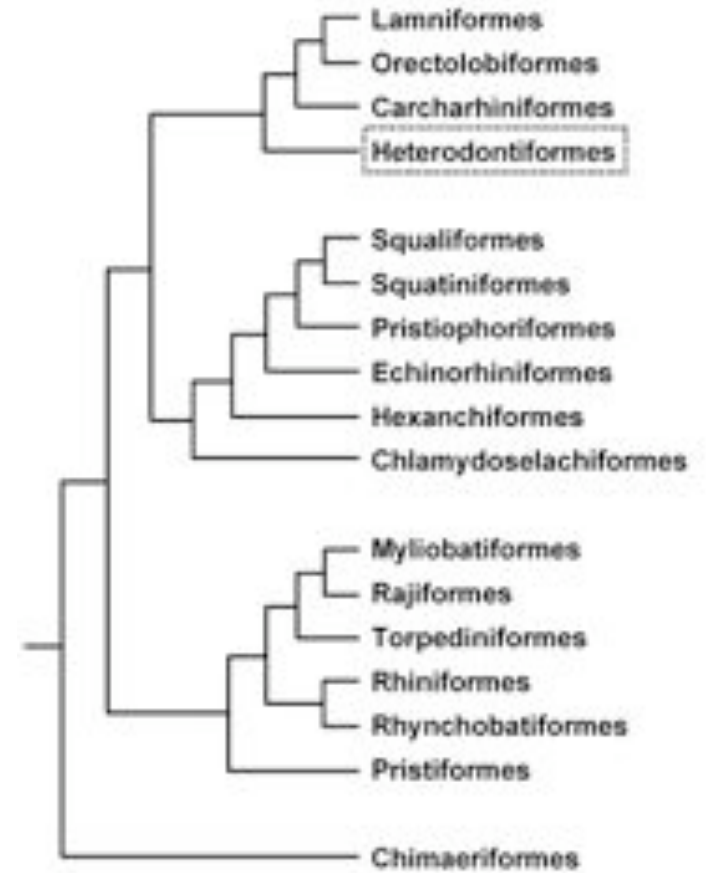 Lamniformes
Orectolobiformes
Carcharhiniformes
Heterodontiformes
Squaliformes
Squatiniformes
Pristiophoriformes
Echinorhiniformes
Hexanchiformes
Chlamydoselachiformes
Myliobatiformes
Rajiformes
Torpediniformes
Rhiniformes
Rhynchobatiformes
Pristiformes
Chimaeriformes